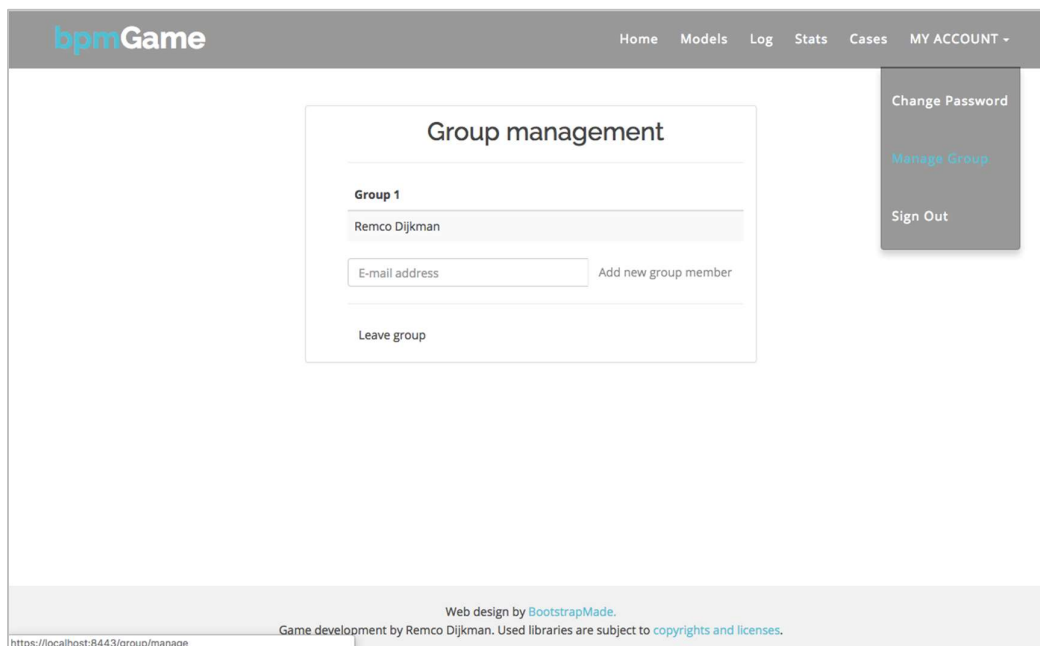 bpmGame
Home Models Log Stats Cases MY ACCOUNT
Change Password
Manage Group
Sign Out
Group management
Group 1
Remco Dijkman
E-mail address Add new group member
Leave group
Web design by BootstrapMade.
Game development by Remco Dijkman. Used libraries are subject to copyrights and licenses.
https://localhost:8443/group/manage